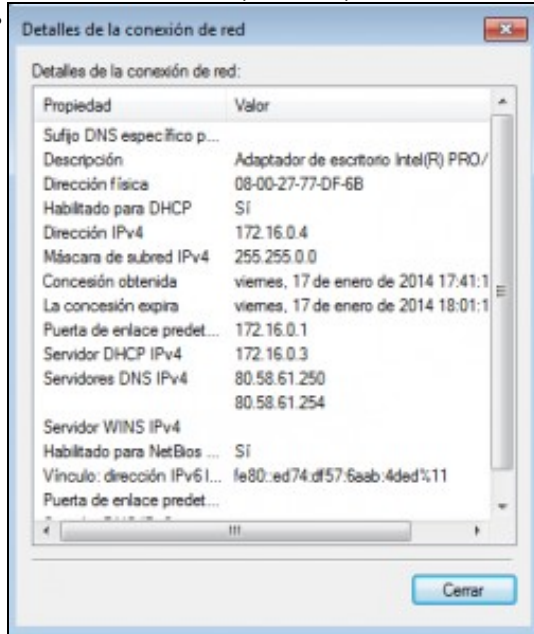 Detalles de la conexión de red
Detalles de la conexión de red:
Propiedad Valor
Sufijo DNS específico p...
Descripción Adaptador de escritorio Intel(R) PRO/
Dirección física 08-00-27-77-DF-6B
Habilitado para DHCP Sí
Dirección IPv4 172.16.0.4
Máscara de subred IPv4 255.255.0.0
Concesión obtenida viernes, 17 de enero de 2014 17:41:1
La concesión expira viernes, 17 de enero de 2014 18:01:1
Puerta de enlace predet... 172.16.0.1
Servidor DHCP IPv4 172.16.0.3
Servidores DNS IPv4 80.58.61.250
80.58.61.254
Servidor WINS IPv4
Habilitado para NetBios ... Sí
Vínculo: dirección IPv6 l... fe80::ed74:df57:6aab:4ded%11
Puerta de enlace predet...
Cerrar